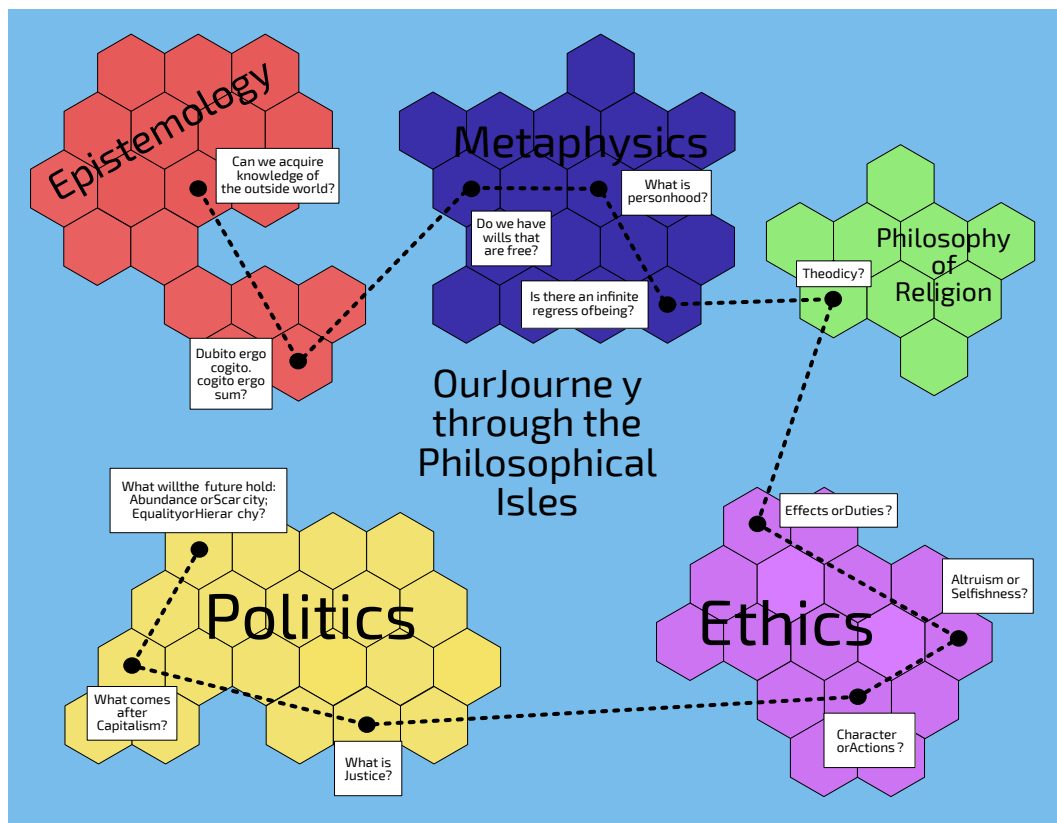 Epistemology
Can we acquire
knowledge of
the outside world?
Dubito ergo
cogito.
cogito ergo
sum?
Metaphysics
Do we have
wills that
are free?
What is
personhood?
Is there an infinite
regress ofbeing?
Philosophy
of
Religion
Theodicy?
OurJourne y
through the
Philosophical
Isles
Effects orDuties ?
Altruism or
Selfishness?
Ethics
Character
orActions ?
What willthe future hold:
Abundance orScar city;
EqualityorHierar chy?
Politics
What comes
after
Capitalism?
What is
Justice?